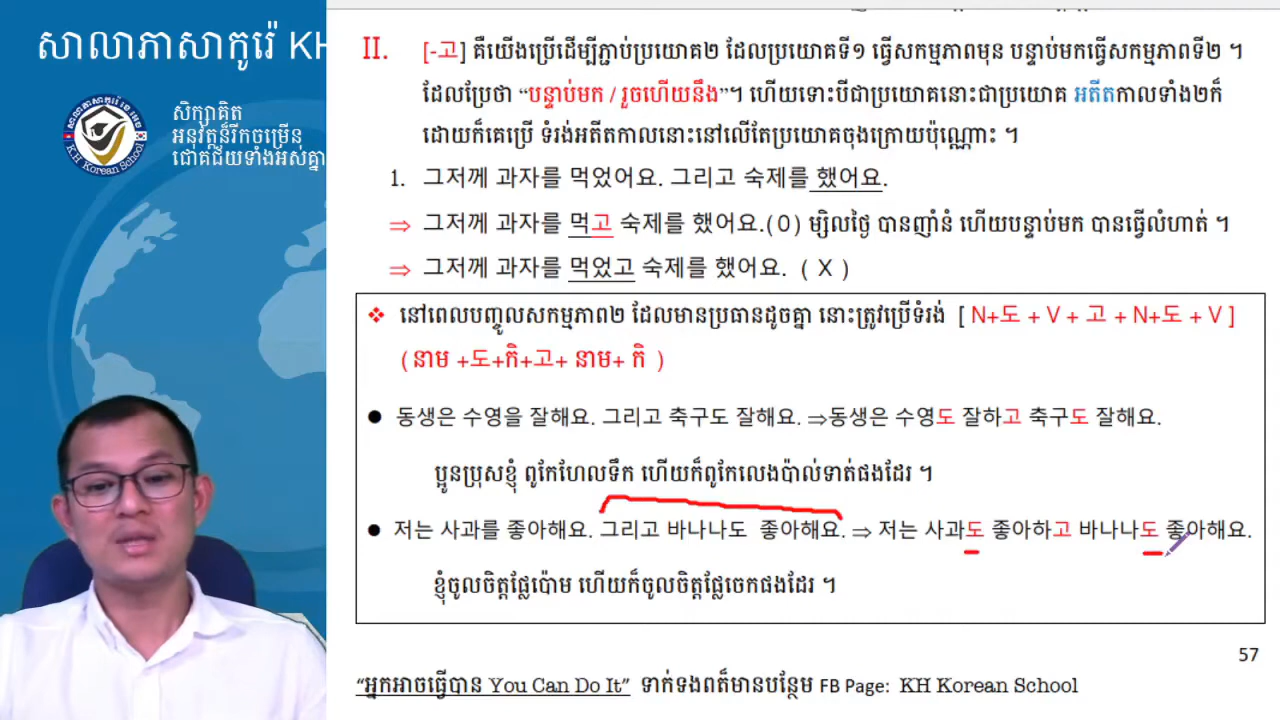 សាលាភាសាកូរ៉េ KH
សិក្សាគិត
អនុវត្តន៍រីកចម្រើន
ជោគជ័យទាំងអស់គ្នា
សាលាភាសាកូរ៉េ ខេ អេច
K.H Korean School
II. [-고] គឺយើងប្រើដើម្បីភ្ជាប់ប្រយោគ២ ដែលប្រយោគទី១ ធ្វើសកម្មភាពមុន បន្ទាប់មកធ្វើសកម្មភាពទី២ ។
ដែលប្រែថា “បន្ទាប់មក / រួចហើយនឹង”។ ហើយទោះបីជាប្រយោគនោះជាប្រយោគ អតីតកាលទាំង២ក៏
ដោយក៏គេប្រើ ទំរង់អតីតកាលនោះនៅលើតែប្រយោគចុងក្រោយប៉ុណ្ណោះ ។
1. 그저께 과자를 먹었어요. 그리고 숙제를 했어요.
⇒ 그저께 과자를 먹고 숙제를 했어요.(O) ម្សិលថ្ងៃ បានញ៉ាំនំ ហើយបន្ទាប់មក បានធ្វើលំហាត់ ។
⇒ 그저께 과자를 먹었고 숙제를 했어요. ( X )
❖ នៅពេលបញ្ចូលសកម្មភាព២ ដែលមានប្រធានដូចគ្នា នោះត្រូវប្រើទំរង់ [ N+도 + V + 고 + N+도 + V ]
( នាម +도+កិ+고+ នាម+ កិ )
● 동생은 수영을 잘해요. 그리고 축구도 잘해요. ⇒동생은 수영도 잘하고 축구도 잘해요.
ប្អូនប្រុសខ្ញុំ ពូកែហែលទឹក ហើយក៏ពូកែលេងបាល់ទាត់ផងដែរ ។
● 저는 사과를 좋아해요. 그리고 바나나도 좋아해요. ⇒ 저는 사과도 좋아하고 바나나도 좋아해요.
ខ្ញុំចូលចិត្តផ្លែប៉ោម ហើយក៏ចូលចិត្តផ្លែចេកផងដែរ ។
57
“អ្នកអាចធ្វើបាន You Can Do It” ទាក់ទងពត៌មានបន្ថែម FB Page: KH Korean School